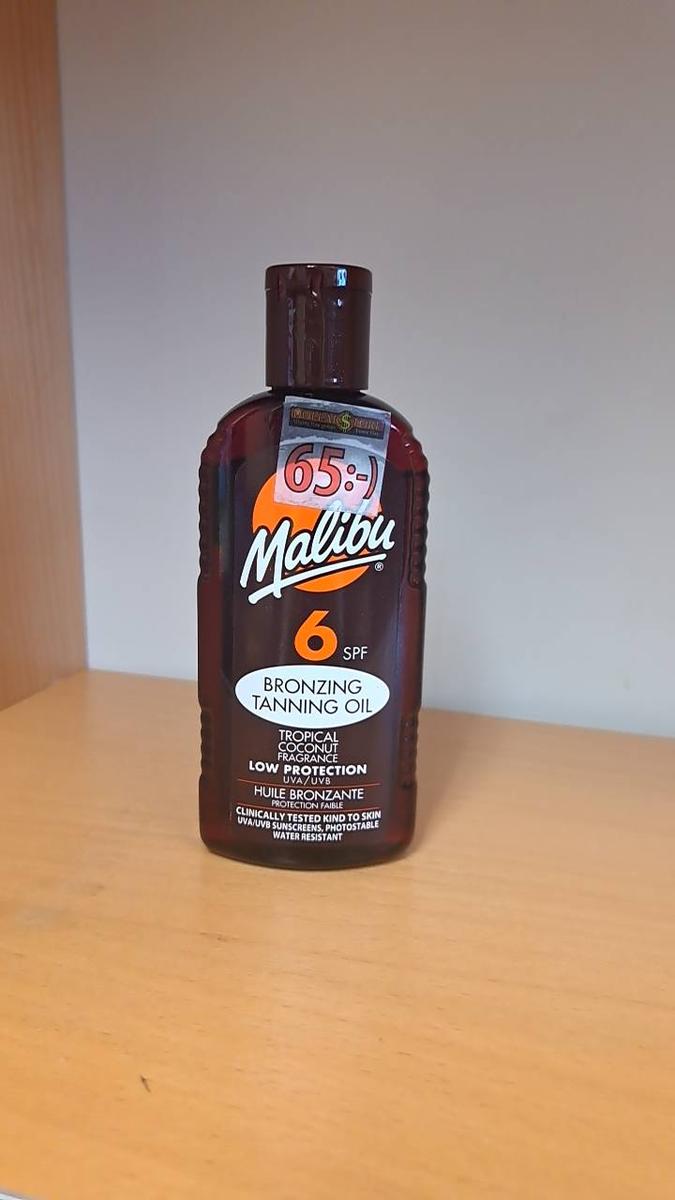 65:-)
Malibu
®
6 SPF
BRONZING
TANNING OIL
TROPICAL
COCONUT
FRAGRANCE
LOW PROTECTION
UVA/UVB
HUILE BRONZANTE
PROTECTION FAIBLE
CLINICALLY TESTED KIND TO SKIN
UVA/UVB SUNSCREENS, PHOTOSTABLE
WATER RESISTANT